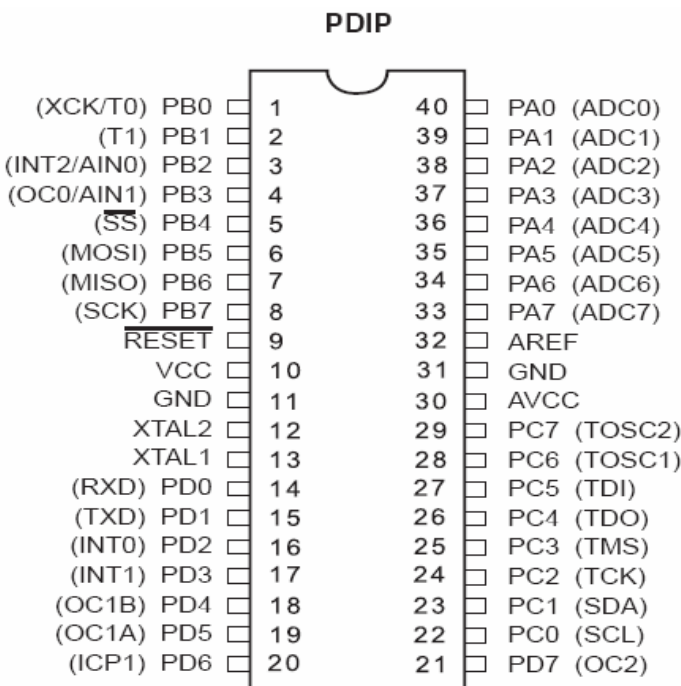 PDIP
(XCK/T0) PB0 1 40 PA0 (ADC0)
(T1) PB1 2 39 PA1 (ADC1)
(INT2/AIN0) PB2 3 38 PA2 (ADC2)
(OC0/AIN1) PB3 4 37 PA3 (ADC3)
(SS) PB4 5 36 PA4 (ADC4)
(MOSI) PB5 6 35 PA5 (ADC5)
(MISO) PB6 7 34 PA6 (ADC6)
(SCK) PB7 8 33 PA7 (ADC7)
RESET 9 32 AREF
VCC 10 31 GND
GND 11 30 AVCC
XTAL2 12 29 PC7 (TOSC2)
XTAL1 13 28 PC6 (TOSC1)
(RXD) PD0 14 27 PC5 (TDI)
(TXD) PD1 15 26 PC4 (TDO)
(INT0) PD2 16 25 PC3 (TMS)
(INT1) PD3 17 24 PC2 (TCK)
(OC1B) PD4 18 23 PC1 (SDA)
(OC1A) PD5 19 22 PC0 (SCL)
(ICP1) PD6 20 21 PD7 (OC2)